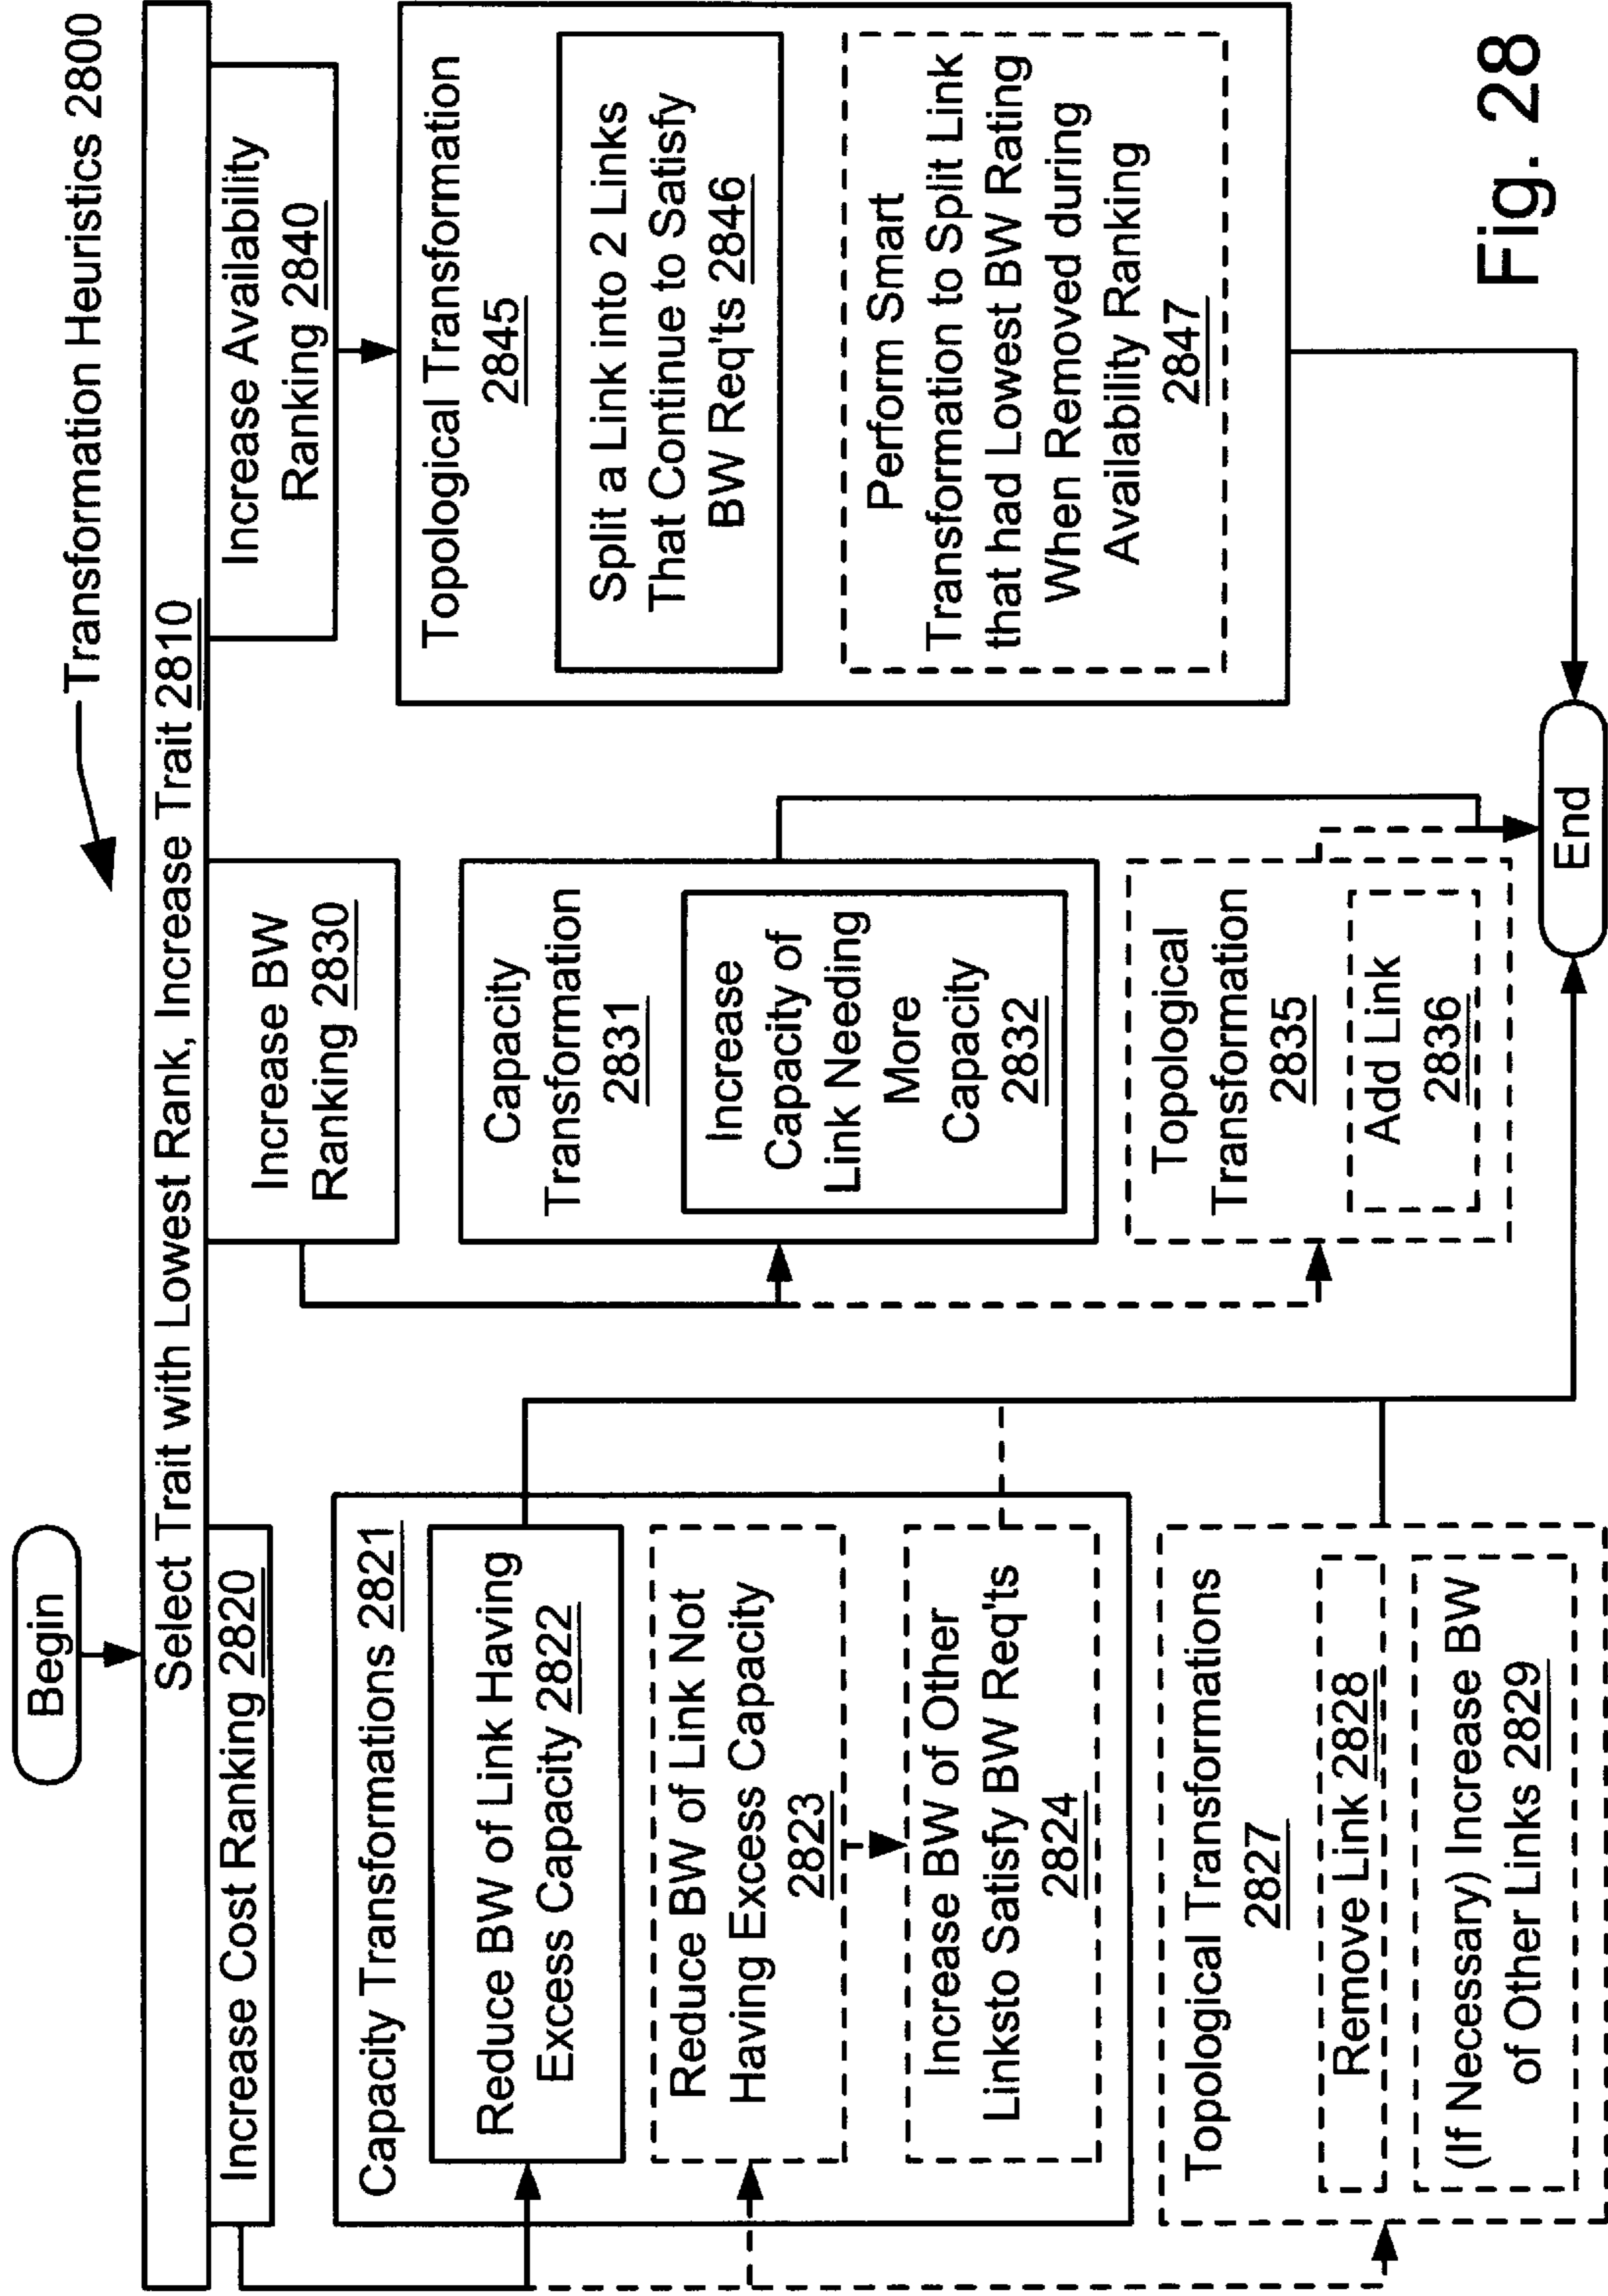 Transformation Heuristics 2800
Begin
Select Trait with Lowest Rank, Increase Trait 2810
Increase Cost Ranking 2820
Capacity Transformations 2821
Reduce BW of Link Having
Excess Capacity 2822
Reduce BW of Link Not
Having Excess Capacity
2823
Increase BW of Other
Linksto Satisfy BW Req'ts
2824
Topological Transformations
2827
Remove Link 2828
(If Necessary) Increase BW
of Other Links 2829
Increase BW
Ranking 2830
Capacity
Transformation
2831
Increase
Capacity of
Link Needing
More
Capacity
2832
Topological
Transformation
2835
Add Link
2836
Increase Availability
Ranking 2840
Topological Transformation
2845
Split a Link into 2 Links
That Continue to Satisfy
BW Req'ts 2846
Perform Smart
Transformation to Split Link
that had Lowest BW Rating
When Removed during
Availability Ranking
2847
End
Fig. 28